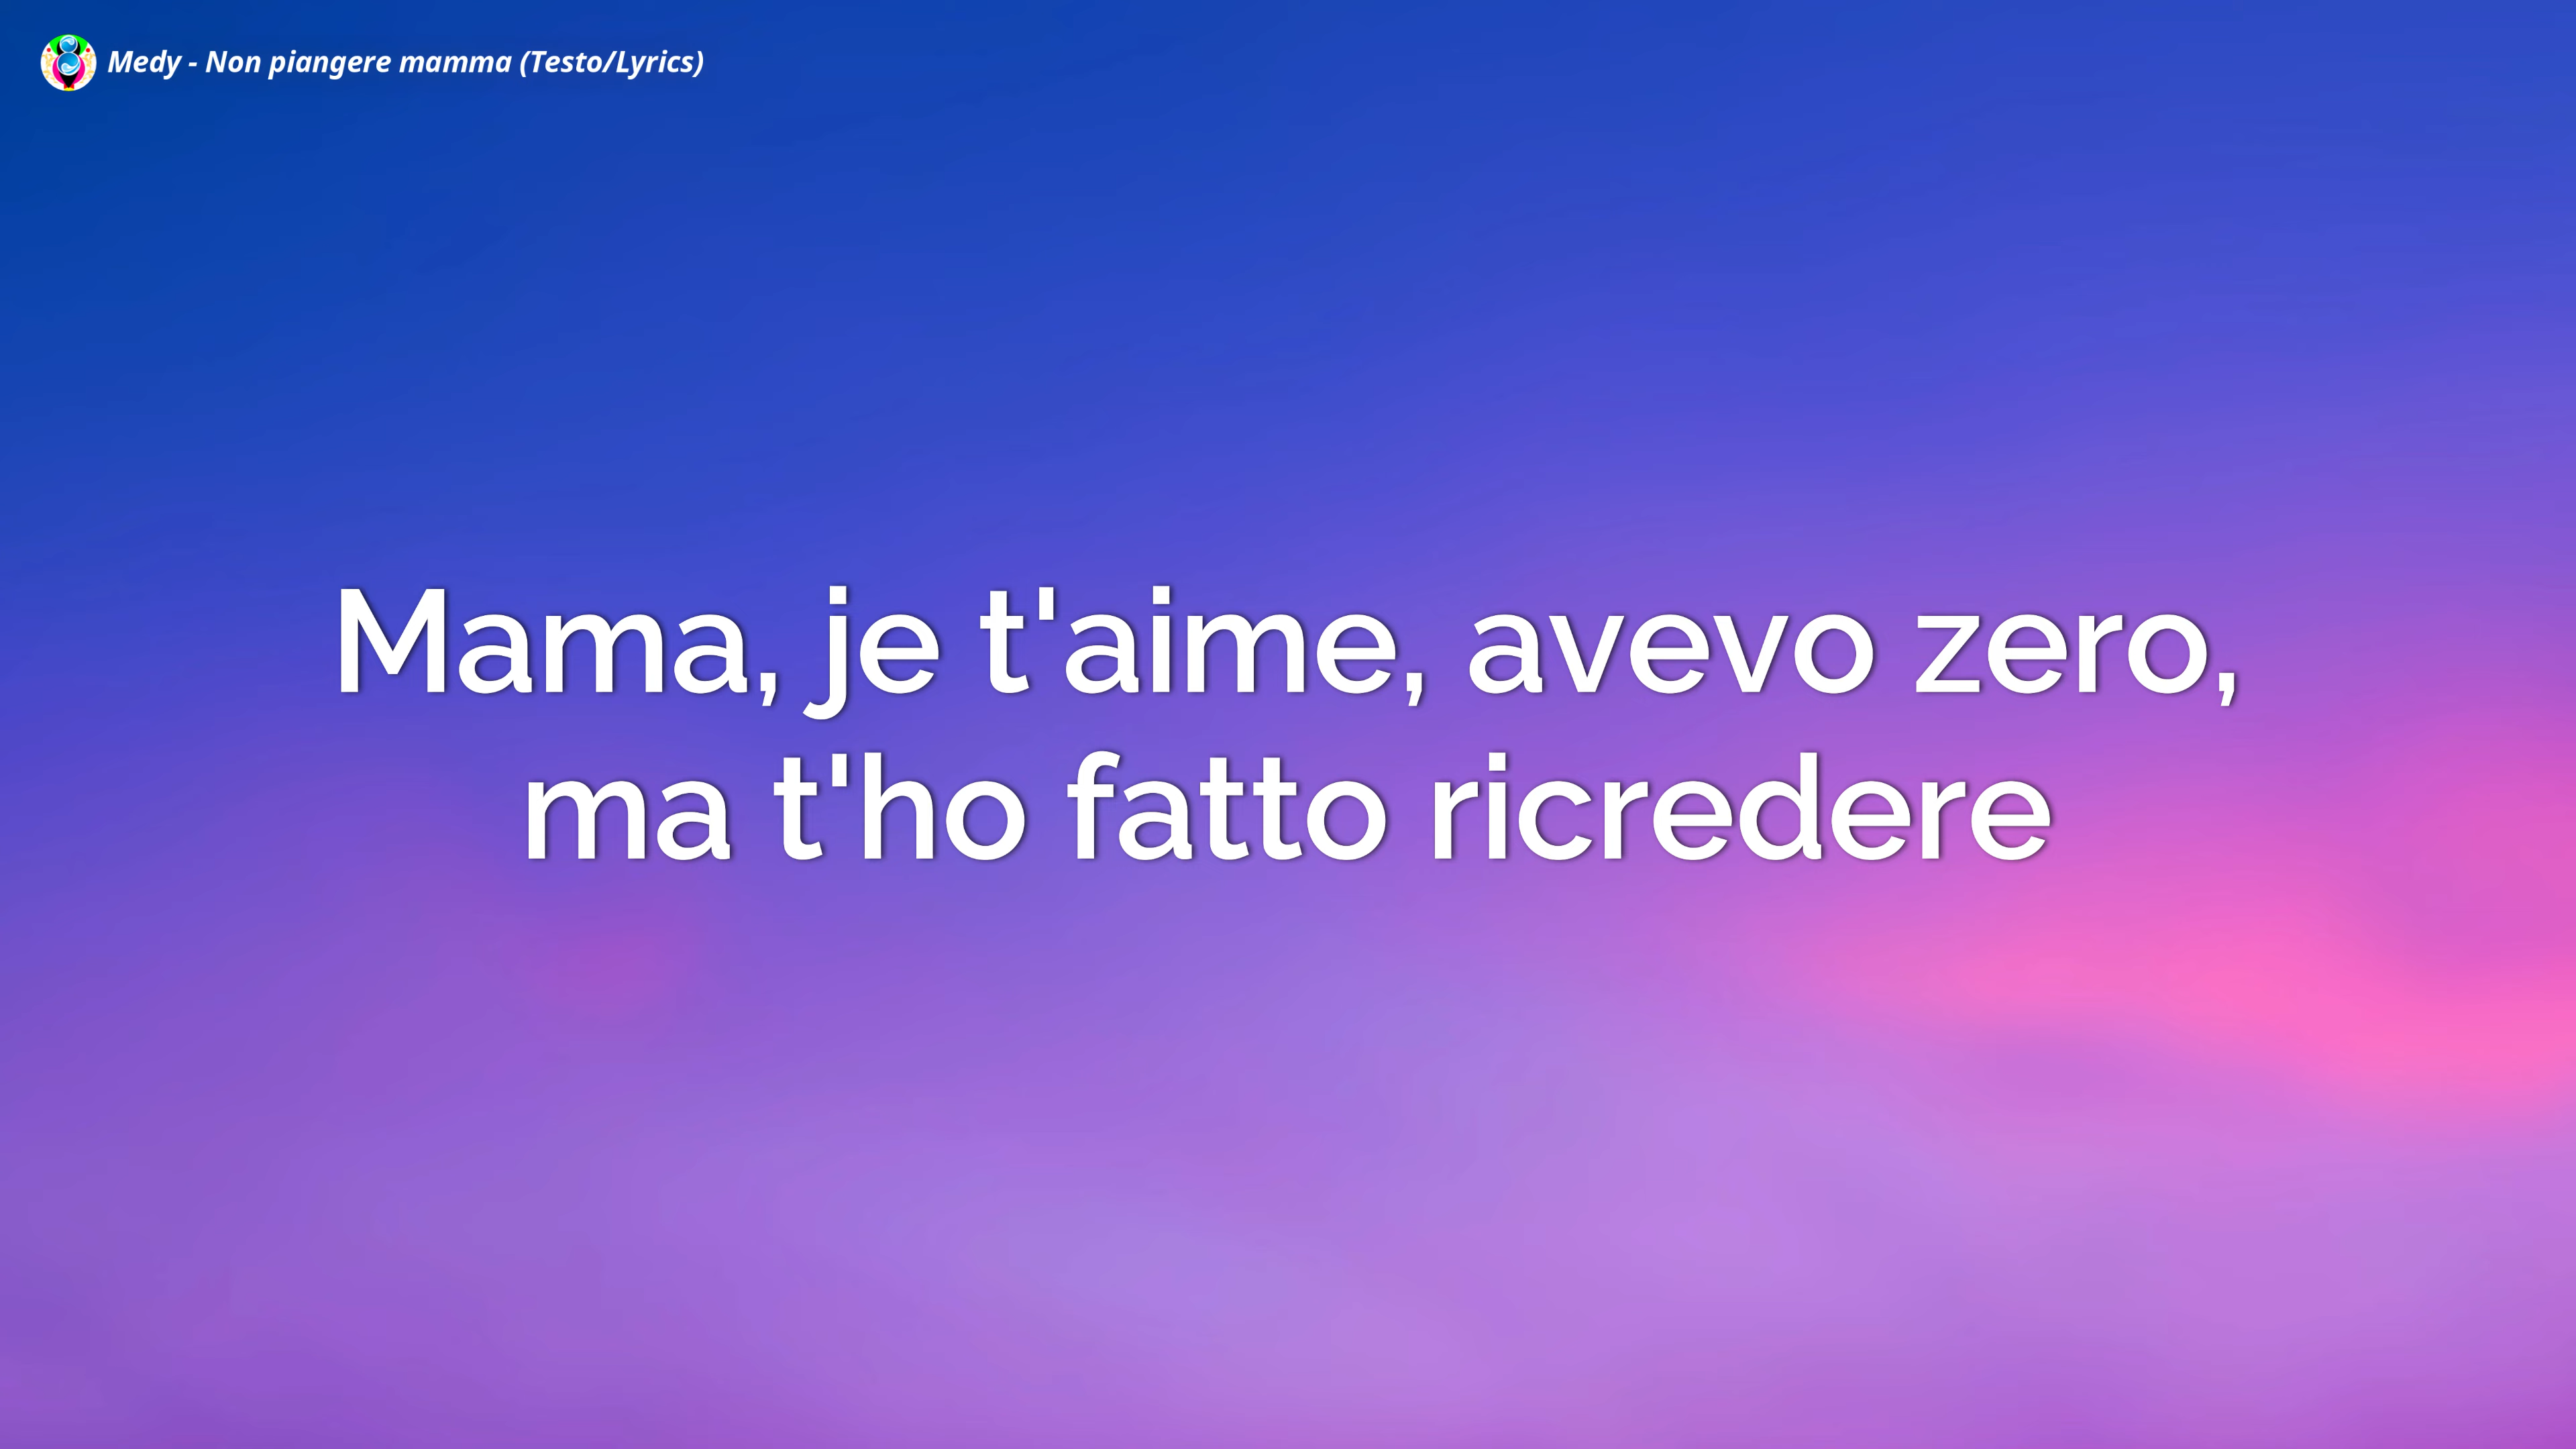 Medy - Non piangere mamma (Testo/Lyrics)
Mama, je t'aime, avevo zero,
ma t'ho fatto ricredere